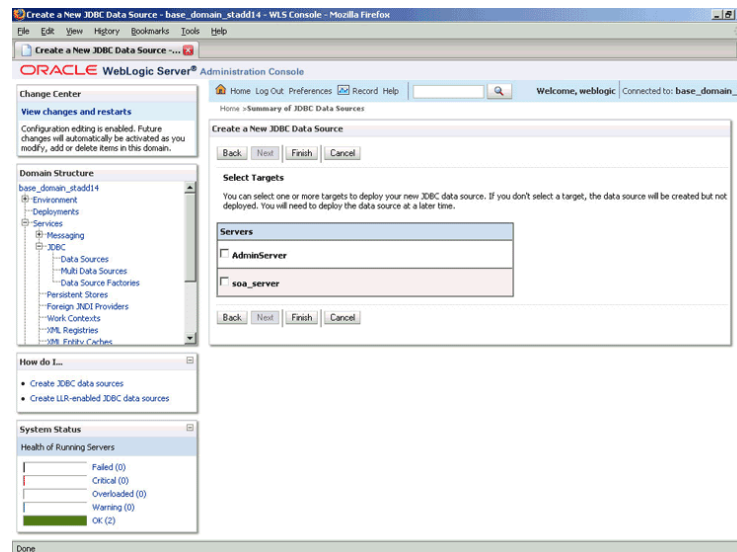 Create a New JDBC Data Source - base_domain_stadd14 - WLS Console - Mozilla Firefox
File Edit View History Bookmarks Tools Help
Create a New JDBC Data Source -...
ORACLE WebLogic Server® Administration Console
Change Center
View changes and restarts
Configuration editing is enabled. Future
changes will automatically be activated as you
modify, add or delete items in this domain.
Domain Structure
base_domain_stadd14
Environment
Deployments
Services
Messaging
JDBC
Data Sources
Multi Data Sources
Data Source Factories
Persistent Stores
Foreign JNDI Providers
Work Contexts
XML Registries
XML Entity Caches
How do I...
Create JDBC data sources
Create LLR-enabled JDBC data sources
System Status
Health of Running Servers
Failed (0)
Critical (0)
Overloaded (0)
Warning (0)
OK (2)
Home Log Out Preferences Record Help
Welcome, weblogic Connected to: base_domain_
Home >Summary of JDBC Data Sources
Create a New JDBC Data Source
Back Next Finish Cancel
Select Targets
You can select one or more targets to deploy your new JDBC data source. If you don't select a target, the data source will be created but not
deployed. You will need to deploy the data source at a later time.
Servers
AdminServer
soa_server
Back Next Finish Cancel
Done